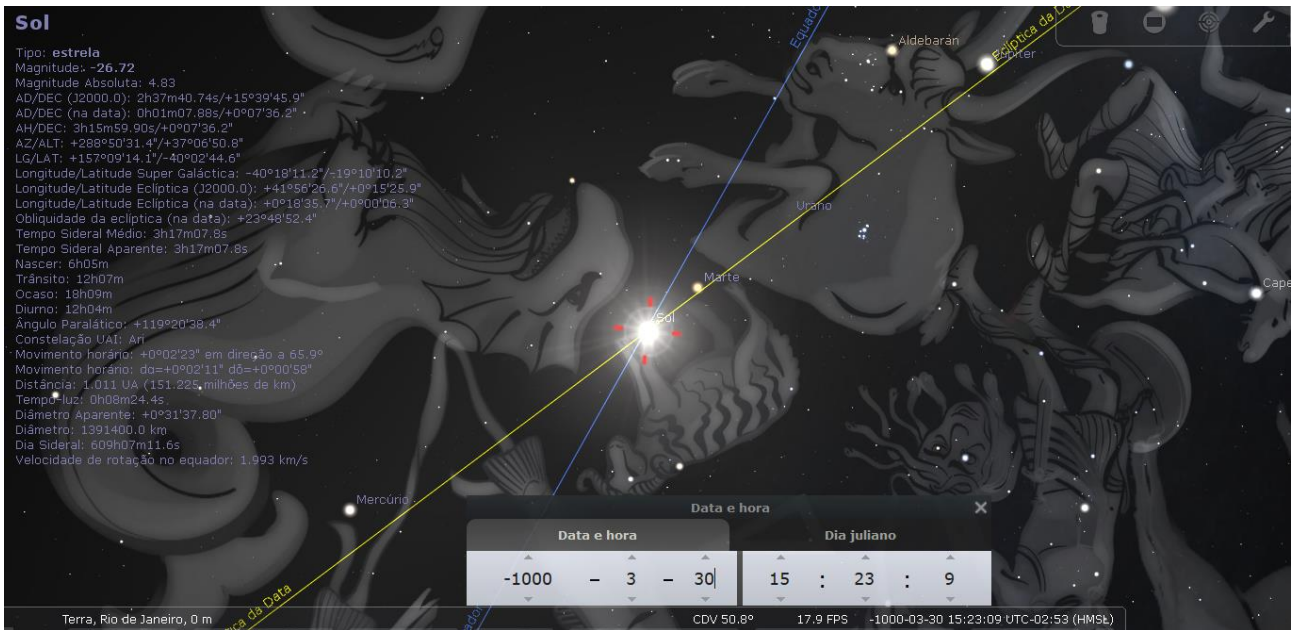 Sol
Tipo: estrela
Magnitude: -26.72
Magnitude Absoluta: 4.83
AD/DEC (J2000.0): 2h37m40.74s/+15°39'45.9"
AD/DEC (na data): 0h01m07.88s/+0°07'36.2"
AH/DEC: 3h15m59.90s/+0°07'36.2"
AZ/ALT: +288°50'31.4"/+37°06'50.8"
LG/LAT: +157°09'14.1"/-40°02'44.6"
Longitude/Latitude Super Galáctica: -40°18'11.2"/-19°10'10.2"
Longitude/Latitude Eclíptica (J2000.0): +41°56'26.6"/+0°15'25.9"
Longitude/Latitude Eclíptica (na data): +0°18'35.7"/+0°00'06.3"
Obliquidade da eclíptica (na data): +23°48'52.4"
Tempo Sideral Médio: 3h17m07.8s
Tempo Sideral Aparente: 3h17m07.8s
Nascer: 6h05m
Trânsito: 12h07m
Ocaso: 18h09m
Diurno: 12h04m
Ângulo Paralático: +119°20'38.4"
Constelação UAI: Ari
Movimento horário: +0°02'23" em direção a 65.9°
Movimento horário: dα=+0°02'11" dδ=+0°00'58"
Distância: 1.011 UA (151.225 milhões de km)
Tempo-luz: 0h08m24.4s
Diâmetro Aparente: +0°31'37.80"
Diâmetro: 1391400.0 km
Dia Sideral: 609h07m11.6s
Velocidade de rotação no equador: 1.993 km/s
Equador
Eclíptica da Da
Aldebarán
Júpiter
Urano
Marte
Sol
Cape
Mercúrio
Data e hora
Data e hora
Dia juliano
-1000 – 3 – 30 15 : 23 : 9
ica da Data
uador
Terra, Rio de Janeiro, 0 m
CDV 50.8° 17.9 FPS -1000-03-30 15:23:09 UTC-02:53 (HMSL)